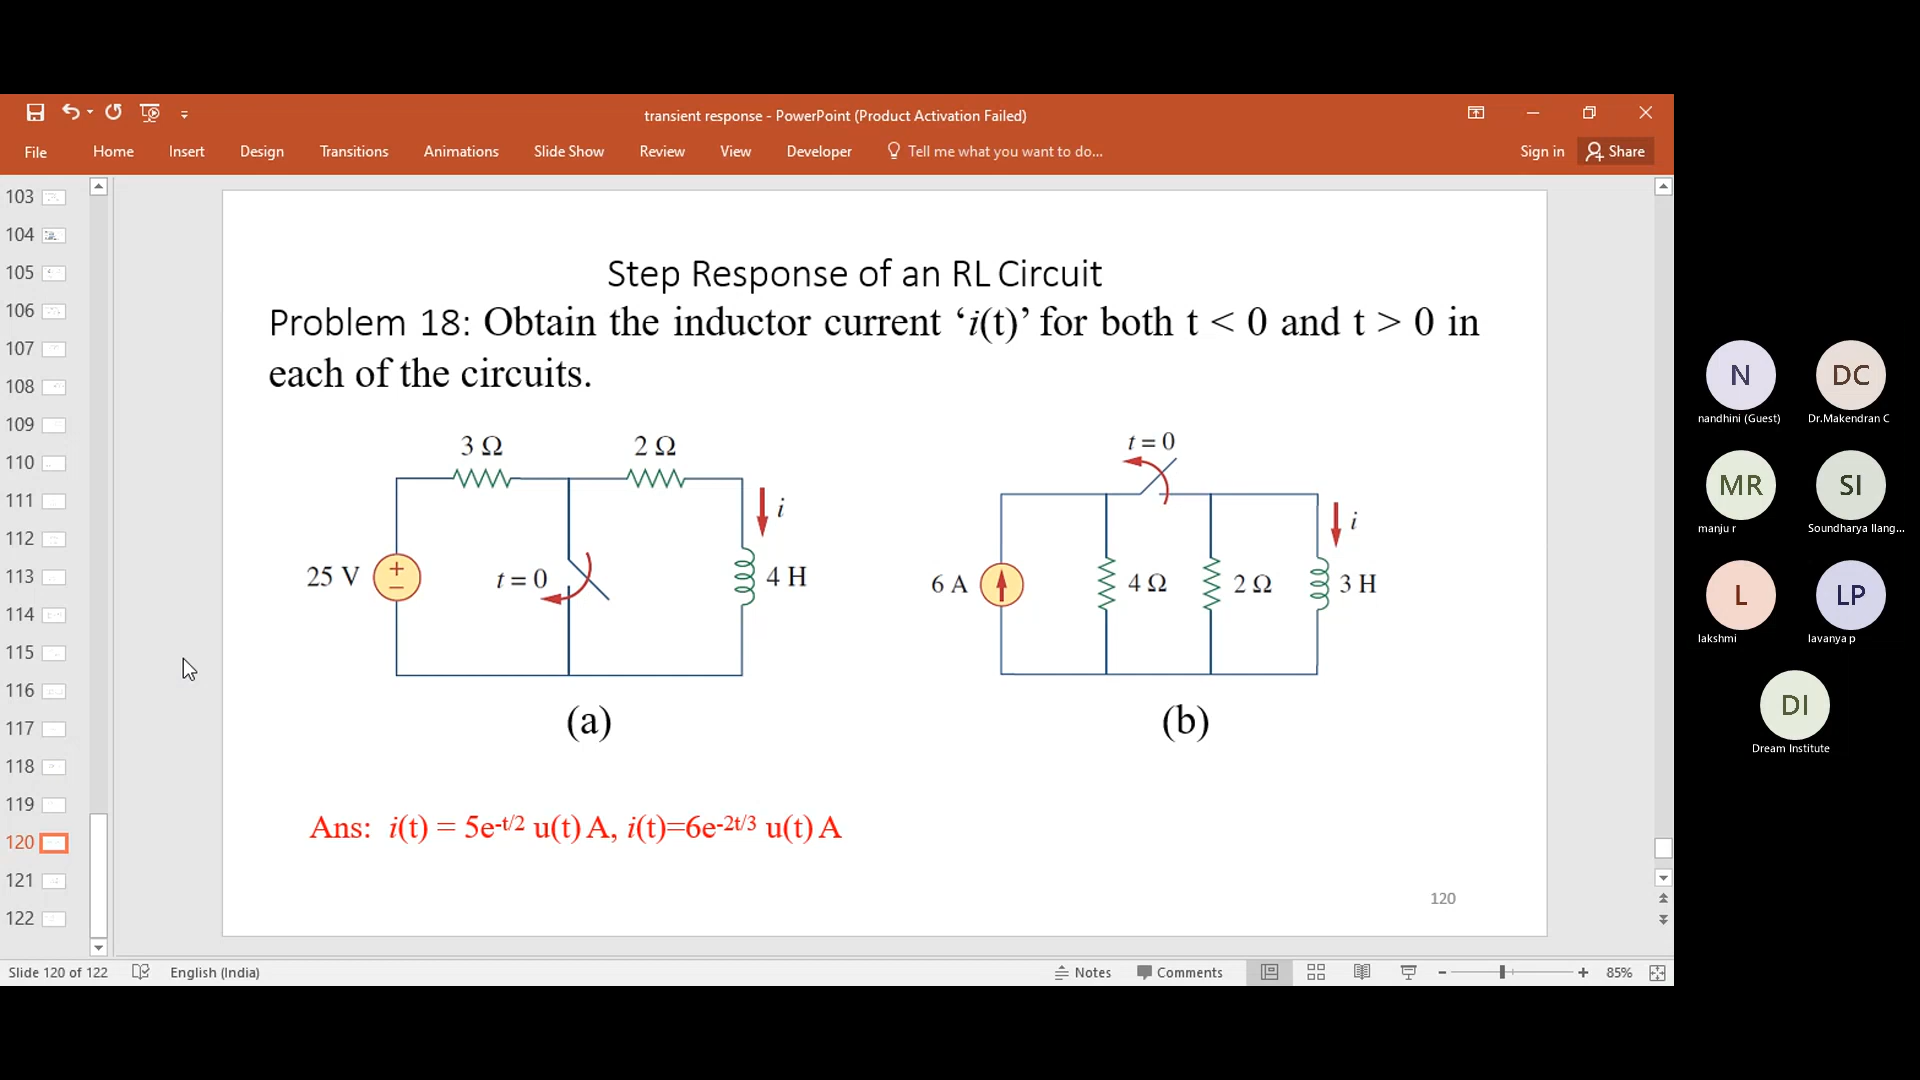 transient response - PowerPoint (Product Activation Failed)
File Home Insert Design Transitions Animations Slide Show Review View Developer Tell me what you want to do... Sign in Share
103
104
105
106
107
108
109
110
111
112
113
114
115
116
117
118
119
120
121
122
Step Response of an RL Circuit
Problem 18: Obtain the inductor current ‘i(t)’ for both t < 0 and t > 0 in
each of the circuits.
3 Ω 2 Ω
i
25 V
t = 0
4 H
(a)
t = 0
i
6 A
4 Ω
2 Ω
3 H
(b)
Ans: i(t) = 5e-t/2 u(t) A, i(t)=6e-2t/3 u(t) A
120
Slide 120 of 122 English (India) Notes Comments 85%
N DC
nandhini (Guest) Dr.Makendran C
MR SI
manju r Soundharya Ilang...
L LP
lakshmi lavanya p
DI
Dream Institute